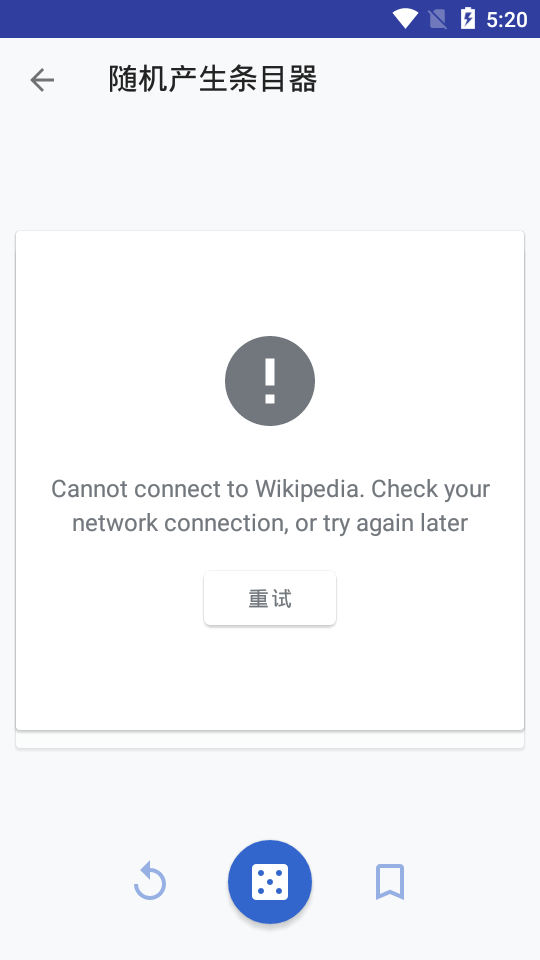 5:20
随机产生条目器
Cannot connect to Wikipedia. Check your
network connection, or try again later
重试